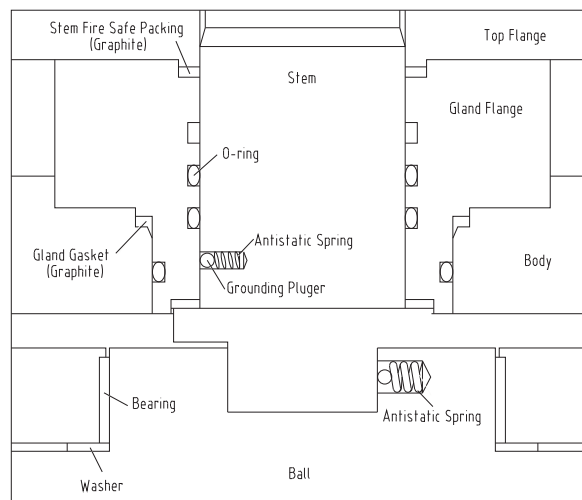 Stem Fire Safe Packing
(Graphite)
Top Flange
Stem
Gland Flange
O-ring
Antistatic Spring
Gland Gasket
(Graphite)
Body
Grounding Pluger
Bearing
Antistatic Spring
Washer
Ball